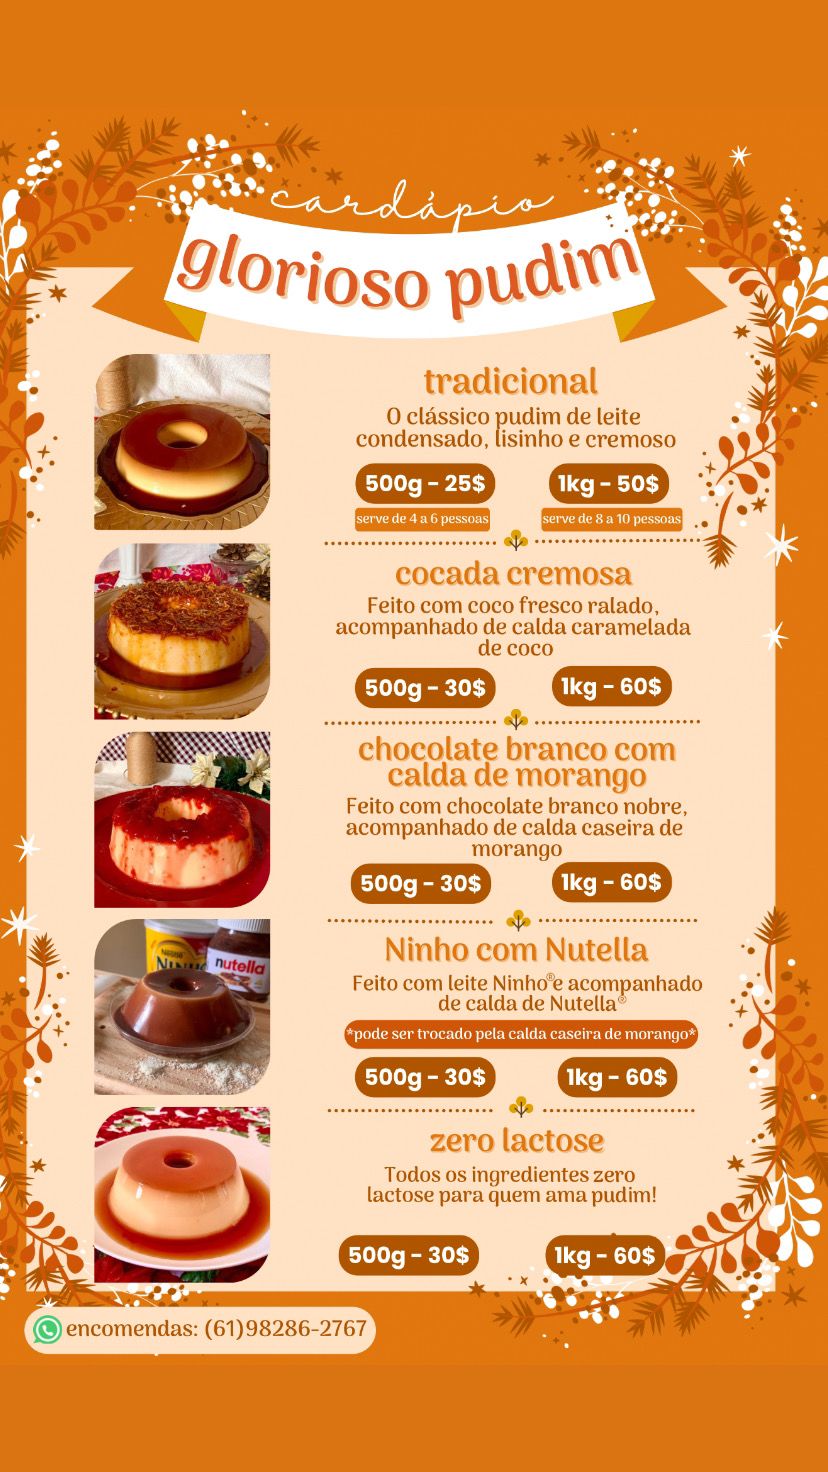 cardápio
glorioso pudim
tradicional
O clássico pudim de leite
condensado, lisinho e cremoso
500g - 25$
1kg - 50$
serve de 4 a 6 pessoas
serve de 8 a 10 pessoas
cocada cremosa
Feito com coco fresco ralado,
acompanhado de calda caramelada
de coco
500g - 30$
1kg - 60$
chocolate branco com
calda de morango
Feito com chocolate branco nobre,
acompanhado de calda caseira de
morango
500g - 30$
1kg - 60$
Nestlé
NINHO
nutella
Ninho com Nutella
Feito com leite Ninho® e acompanhado
de calda de Nutella®
*pode ser trocado pela calda caseira de morango*
500g - 30$
1kg - 60$
zero lactose
Todos os ingredientes zero
lactose para quem ama pudim!
500g - 30$
1kg - 60$
encomendas: (61)98286-2767